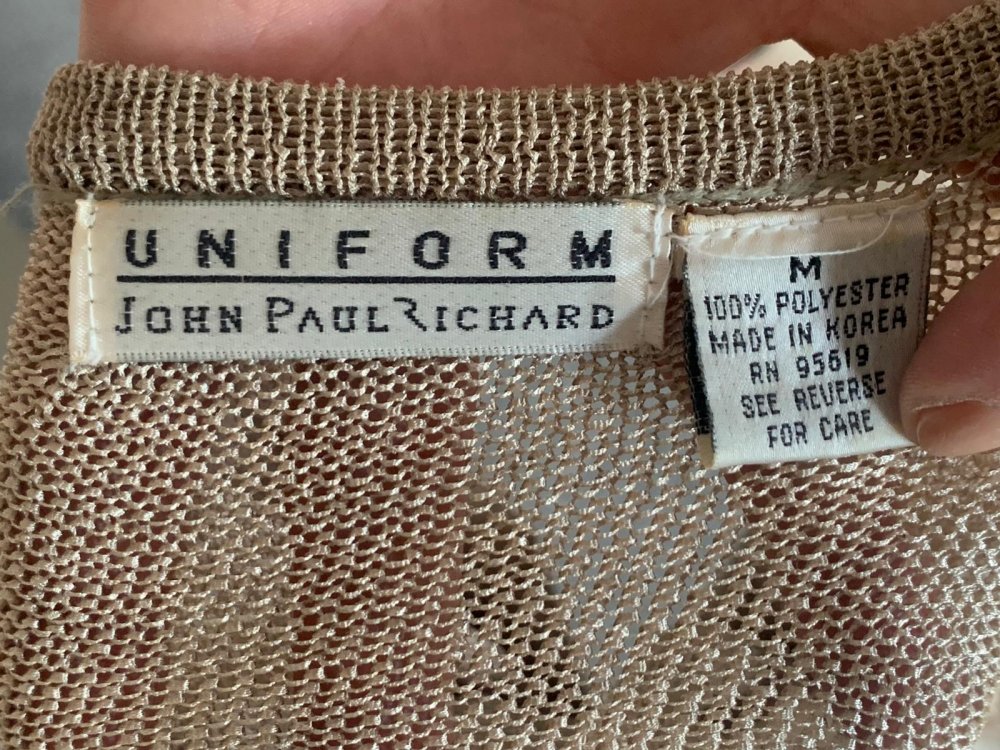 UNIFORM
JOHN PAUL RICHARD
M
100% POLYESTER
MADE IN KOREA
RN 95619
SEE REVERSE
FOR CARE